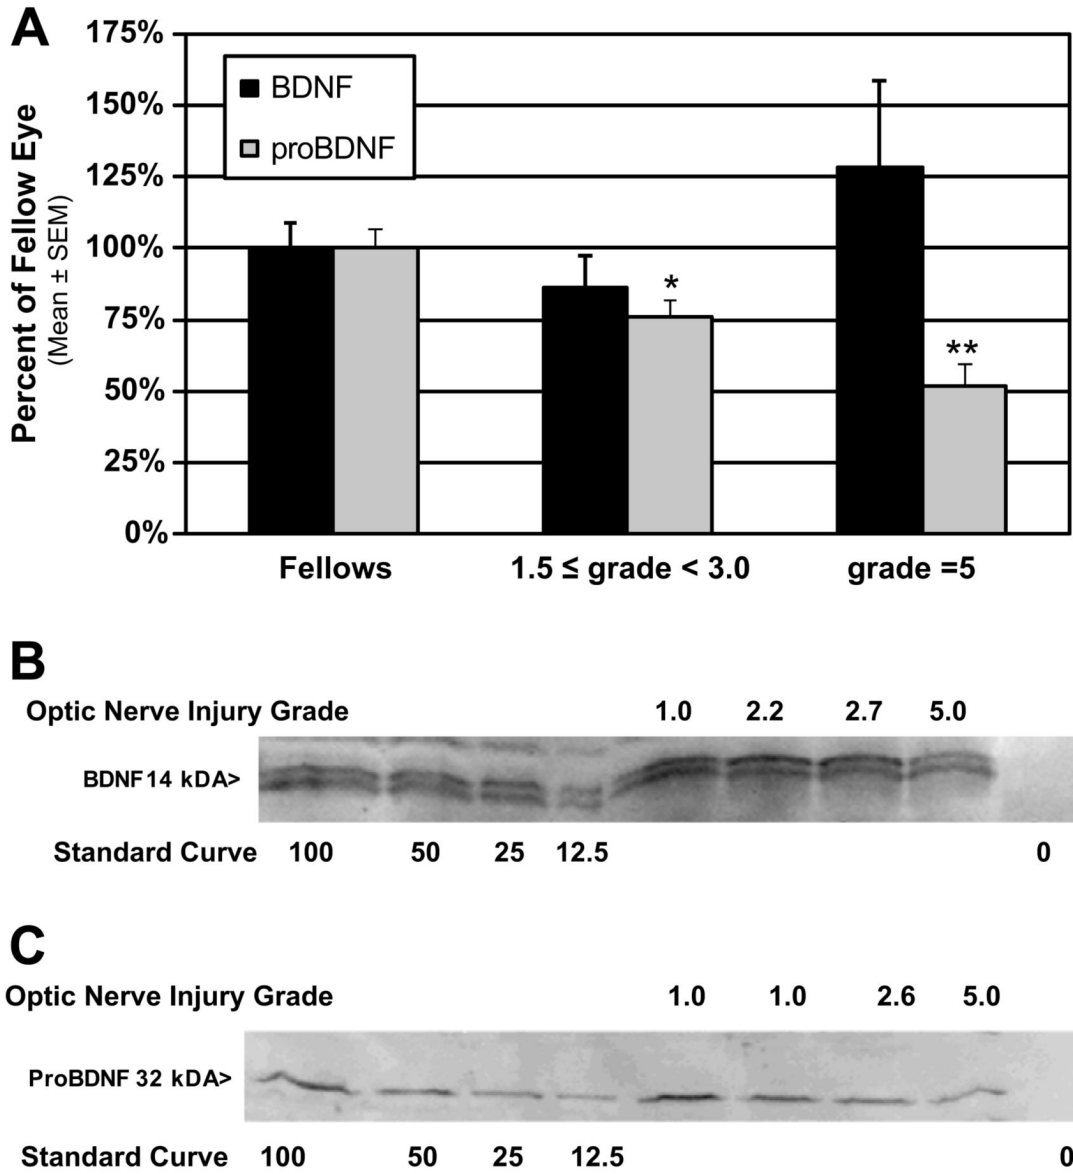 A
175%
150%
125%
100%
75%
50%
25%
0%
Percent of Fellow Eye
(Mean ± SEM)
BDNF
proBDNF
*
**
Fellows
1.5 ≤ grade < 3.0
grade =5
B
Optic Nerve Injury Grade 1.0 2.2 2.7 5.0
BDNF 14 kDA>
Standard Curve 100 50 25 12.5 0
C
Optic Nerve Injury Grade 1.0 1.0 2.6 5.0
ProBDNF 32 kDA>
Standard Curve 100 50 25 12.5 0